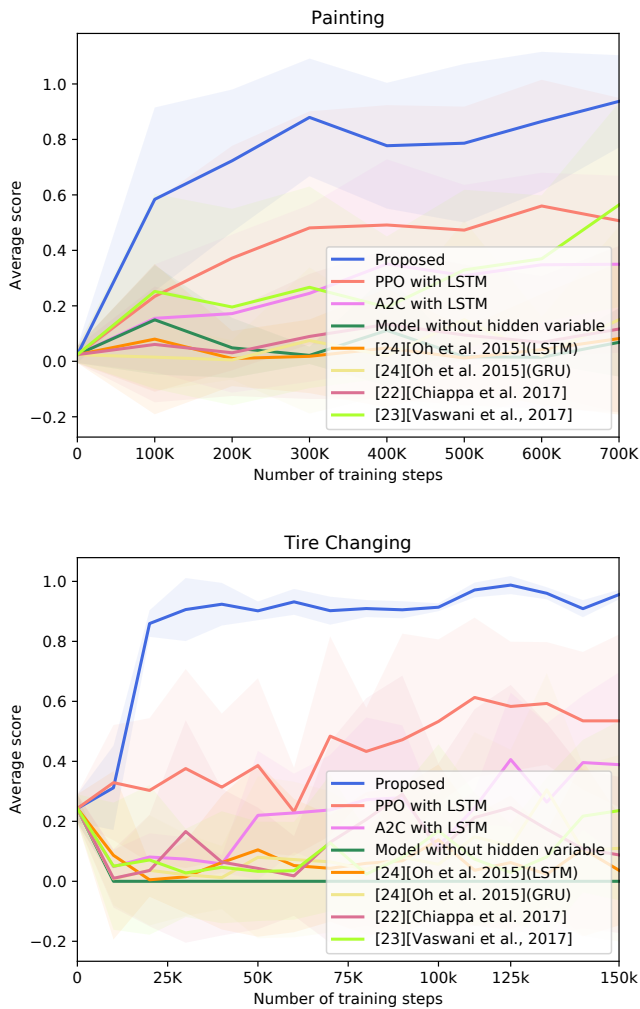 Painting
1.0
0.8
0.6
0.4
0.2
0.0
−0.2
Average score
Proposed
PPO with LSTM
A2C with LSTM
Model without hidden variable
[24][Oh et al. 2015](LSTM)
[24][Oh et al. 2015](GRU)
[22][Chiappa et al. 2017]
[23][Vaswani et al., 2017]
0 100K 200K 300K 400K 500K 600K 700K
Number of training steps
Tire Changing
1.0
0.8
0.6
0.4
0.2
0.0
−0.2
Average score
Proposed
PPO with LSTM
A2C with LSTM
Model without hidden variable
[24][Oh et al. 2015](LSTM)
[24][Oh et al. 2015](GRU)
[22][Chiappa et al. 2017]
[23][Vaswani et al., 2017]
0 25K 50K 75K 100k 125k 150k
Number of training steps